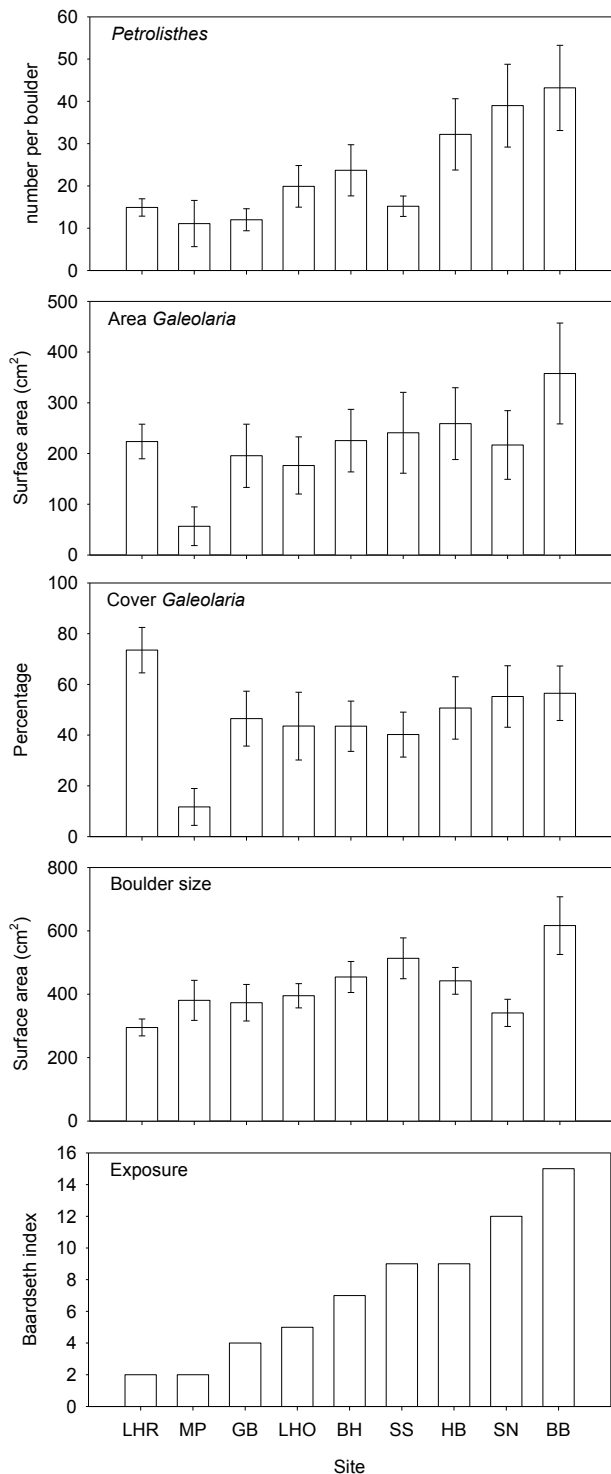 Petrolisthes
number per boulder
60
50
40
30
20
10
0
Area Galeolaria
Surface area (cm²)
500
400
300
200
100
0
Cover Galeolaria
Percentage
100
80
60
40
20
0
Boulder size
Surface area (cm²)
800
600
400
200
0
Exposure
Baardseth index
16
14
12
10
8
6
4
2
0
LHR MP GB LHO BH SS HB SN BB
Site